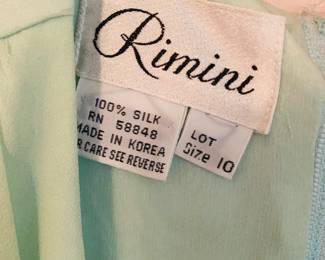 Rimini
100% SILK
RN 58848
MADE IN KOREA
R CARE SEE REVERSE
LOT
Size 10